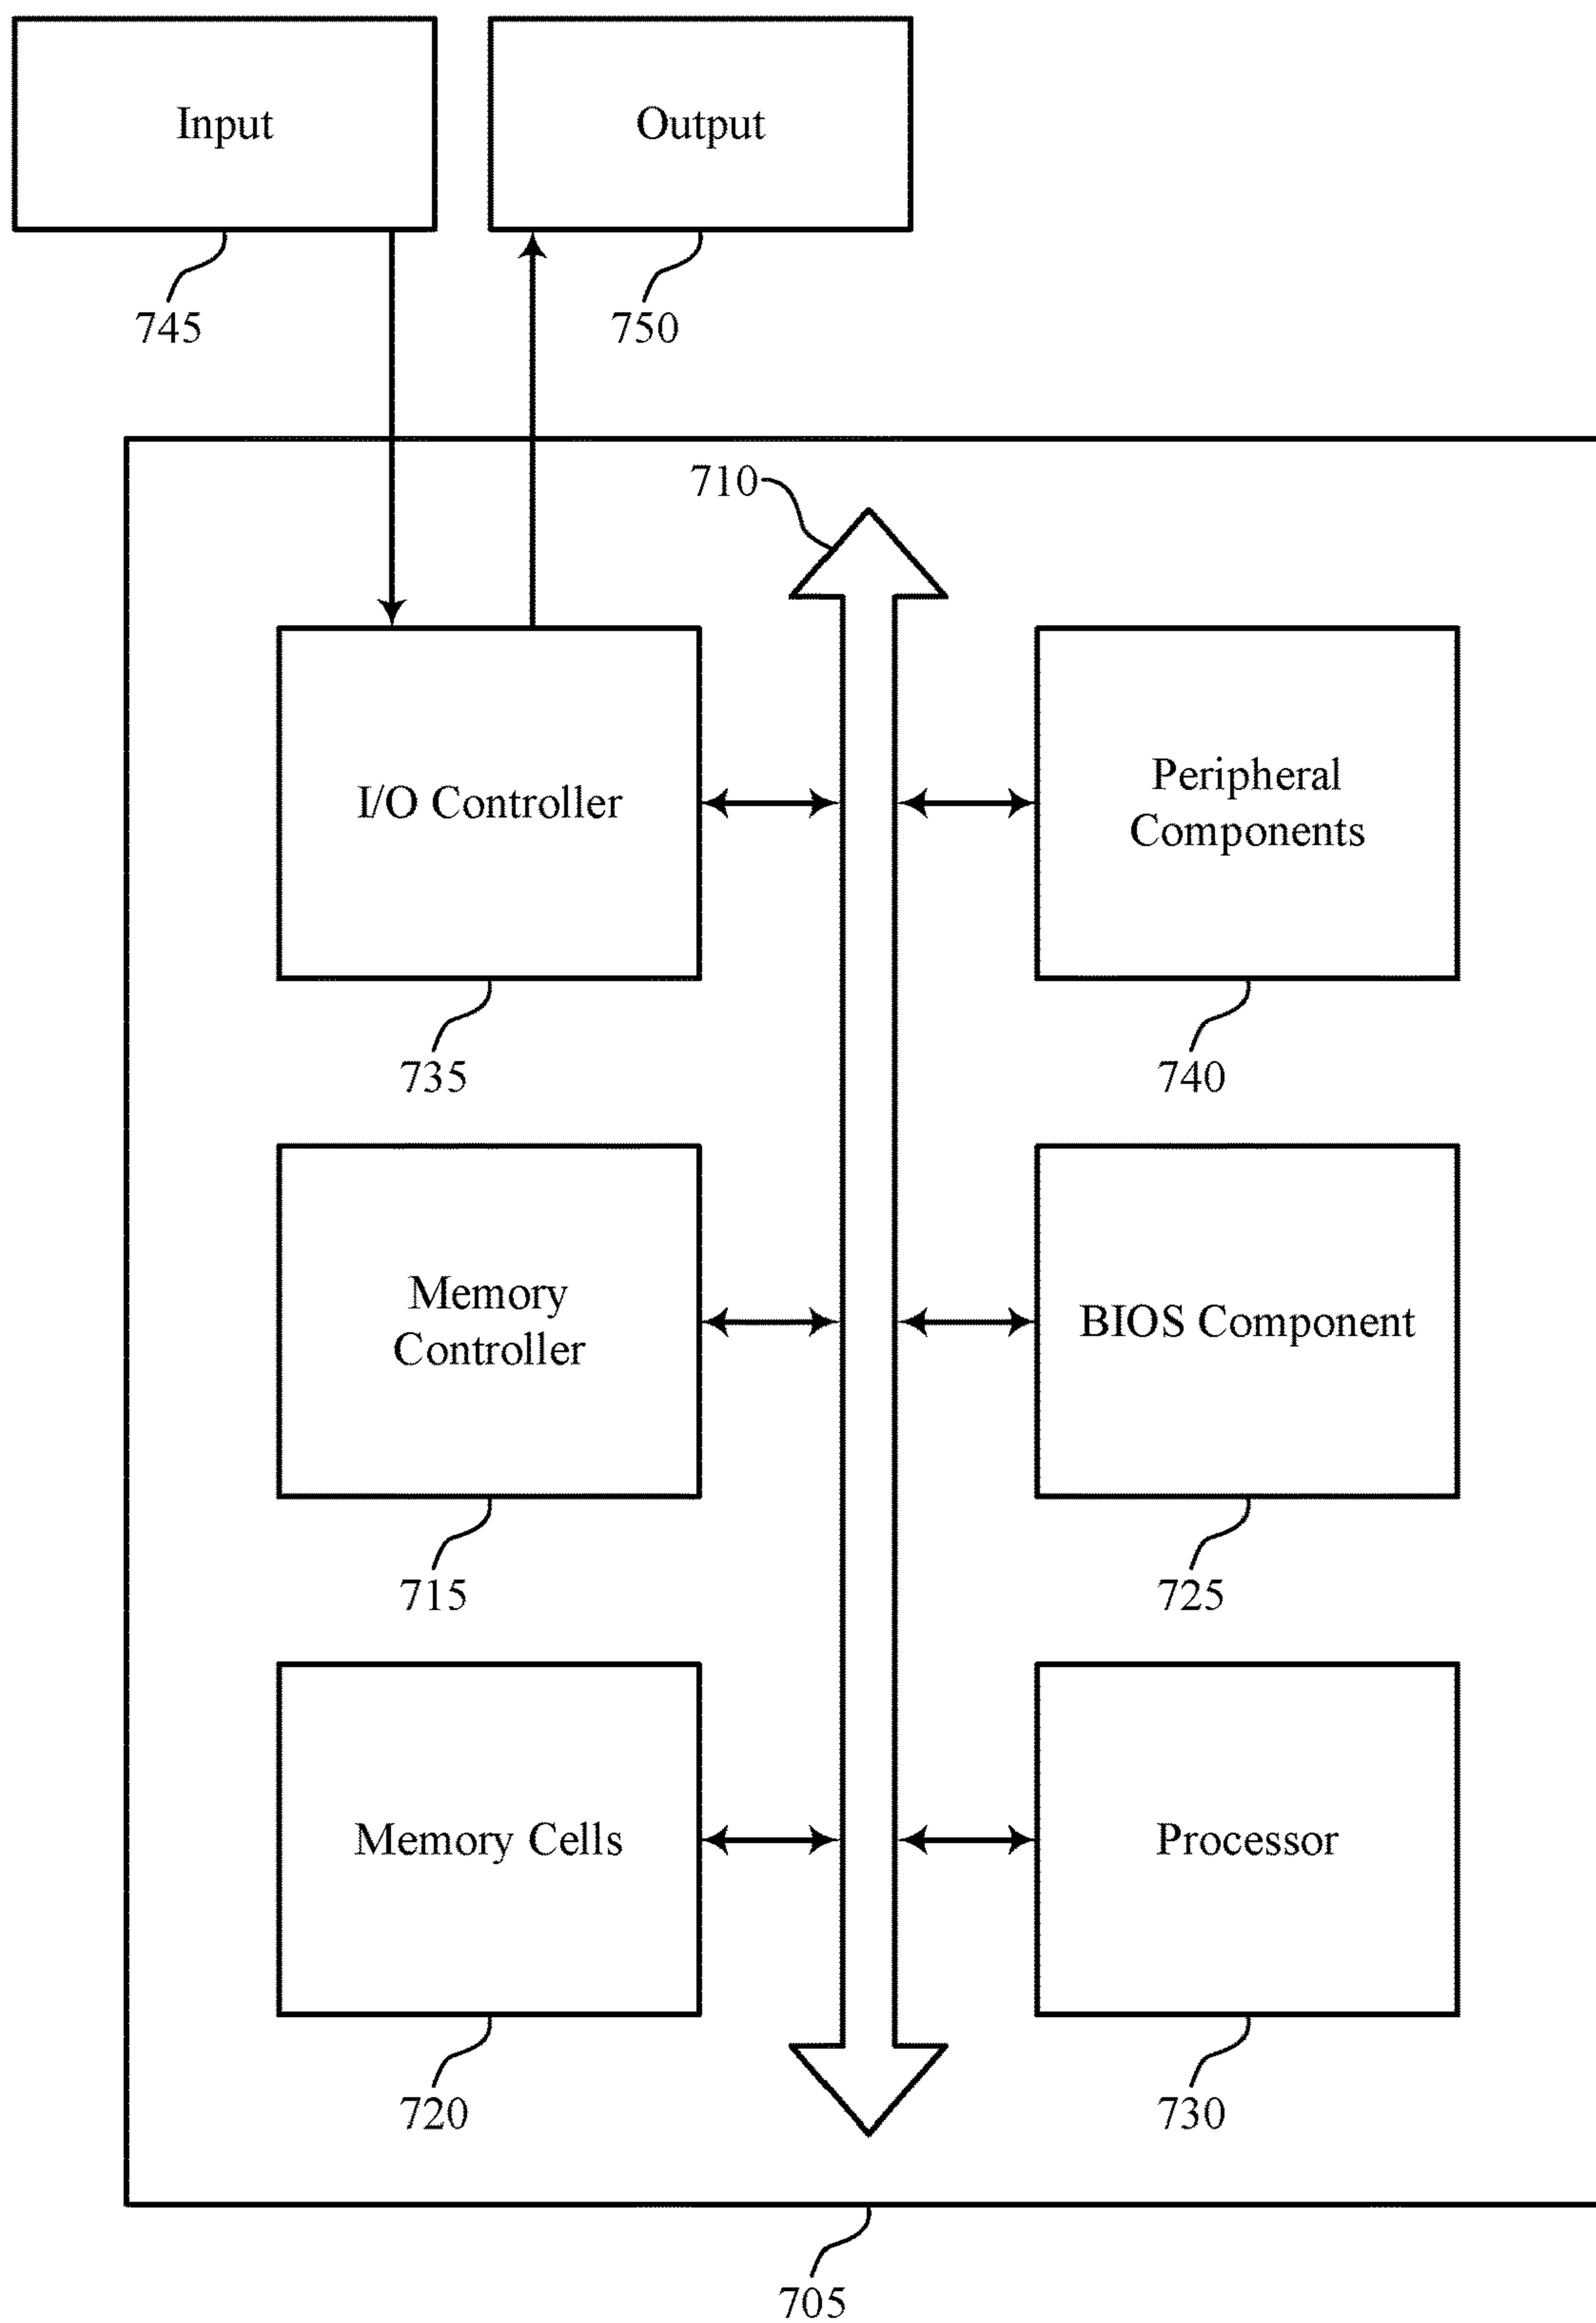 Input
Output
745
750
710
I/O Controller
Peripheral
Components
735
740
Memory
Controller
BIOS Component
715
725
Memory Cells
Processor
720
730
705